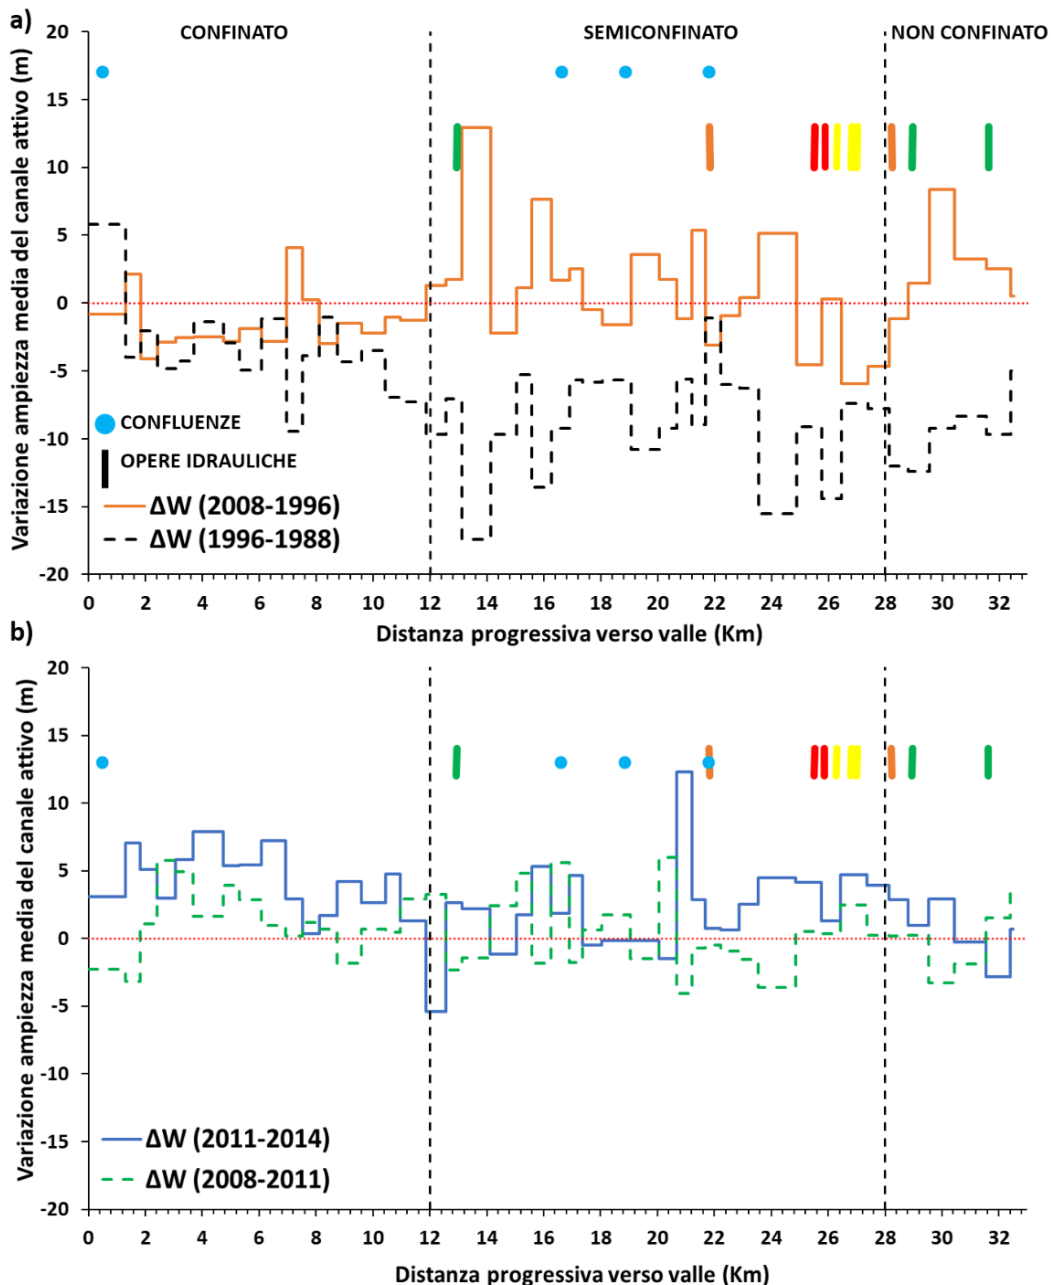 a)
CONFINATO SEMICONFINATO NON CONFINATO
Variazione ampiezza media del canale attivo (m)
20
15
10
5
0
-5
-10
-15
-20
CONFLUENZE
OPERE IDRAULICHE
ΔW (2008-1996)
ΔW (1996-1988)
0 2 4 6 8 10 12 14 16 18 20 22 24 26 28 30 32
Distanza progressiva verso valle (Km)
b)
Variazione ampiezza media del canale attivo (m)
20
15
10
5
0
-5
-10
-15
-20
ΔW (2011-2014)
ΔW (2008-2011)
0 2 4 6 8 10 12 14 16 18 20 22 24 26 28 30 32
Distanza progressiva verso valle (Km)